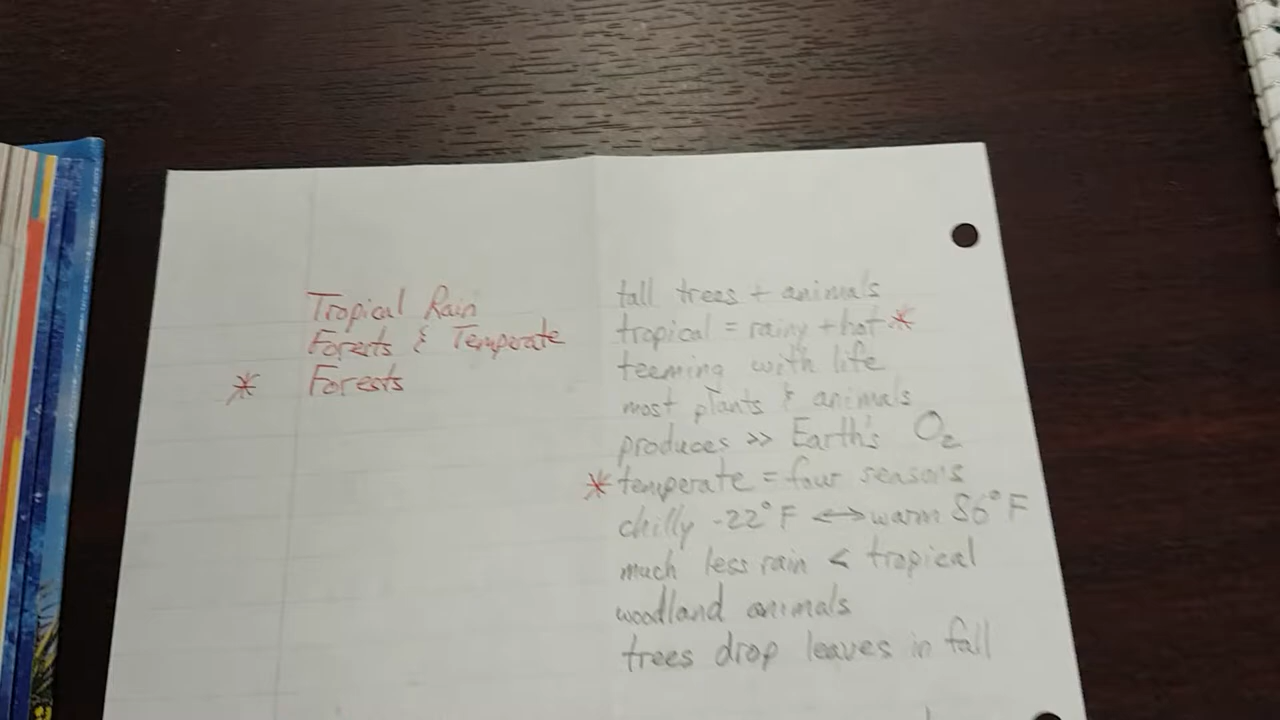 Tropical Rain
Forests & Temperate
* Forests
tall trees + animals
tropical = rainy + hot *
teeming with life
most plants & animals
produces >> Earth's O₂
* temperate = four seasons
chilly -22°F ↔ warm 86°F
much less rain < tropical
woodland animals
trees drop leaves in fall